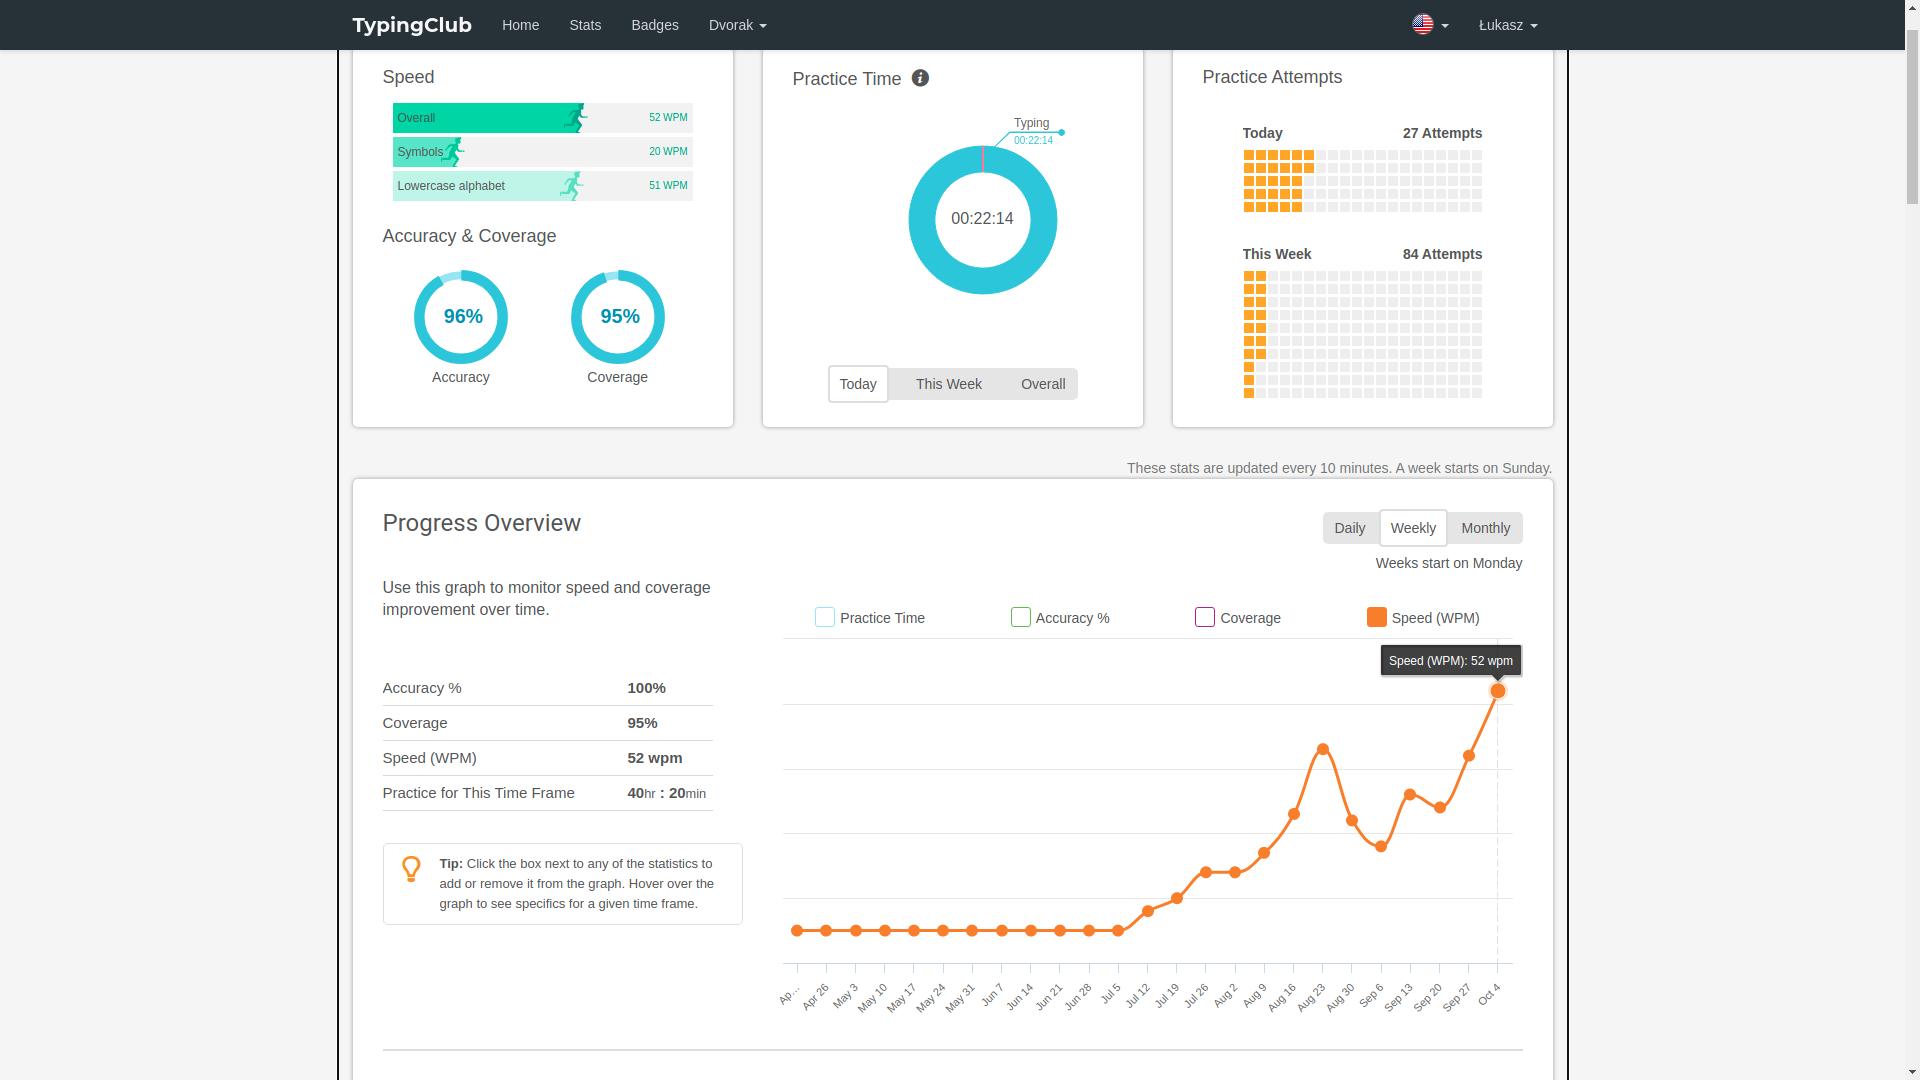 TypingClub Home Stats Badges Dvorak Łukasz
Speed
Overall 52 WPM
Symbols 20 WPM
Lowercase alphabet 51 WPM
Accuracy & Coverage
96% 95%
Accuracy Coverage
Practice Time
Typing
00:22:14
00:22:14
Today This Week Overall
Practice Attempts
Today 27 Attempts
This Week 84 Attempts
These stats are updated every 10 minutes. A week starts on Sunday.
Progress Overview
Daily Weekly Monthly
Weeks start on Monday
Use this graph to monitor speed and coverage
improvement over time.
Accuracy % 100%
Coverage 95%
Speed (WPM) 52 wpm
Practice for This Time Frame 40hr : 20min
Tip: Click the box next to any of the statistics to
add or remove it from the graph. Hover over the
graph to see specifics for a given time frame.
Practice Time Accuracy % Coverage Speed (WPM)
Speed (WPM): 52 wpm
Ap... Apr 26 May 3 May 10 May 17 May 24 May 31 Jun 7 Jun 14 Jun 21 Jun 28 Jul 5 Jul 12 Jul 19 Jul 26 Aug 2 Aug 9 Aug 16 Aug 23 Aug 30 Sep 6 Sep 13 Sep 20 Sep 27 Oct 4